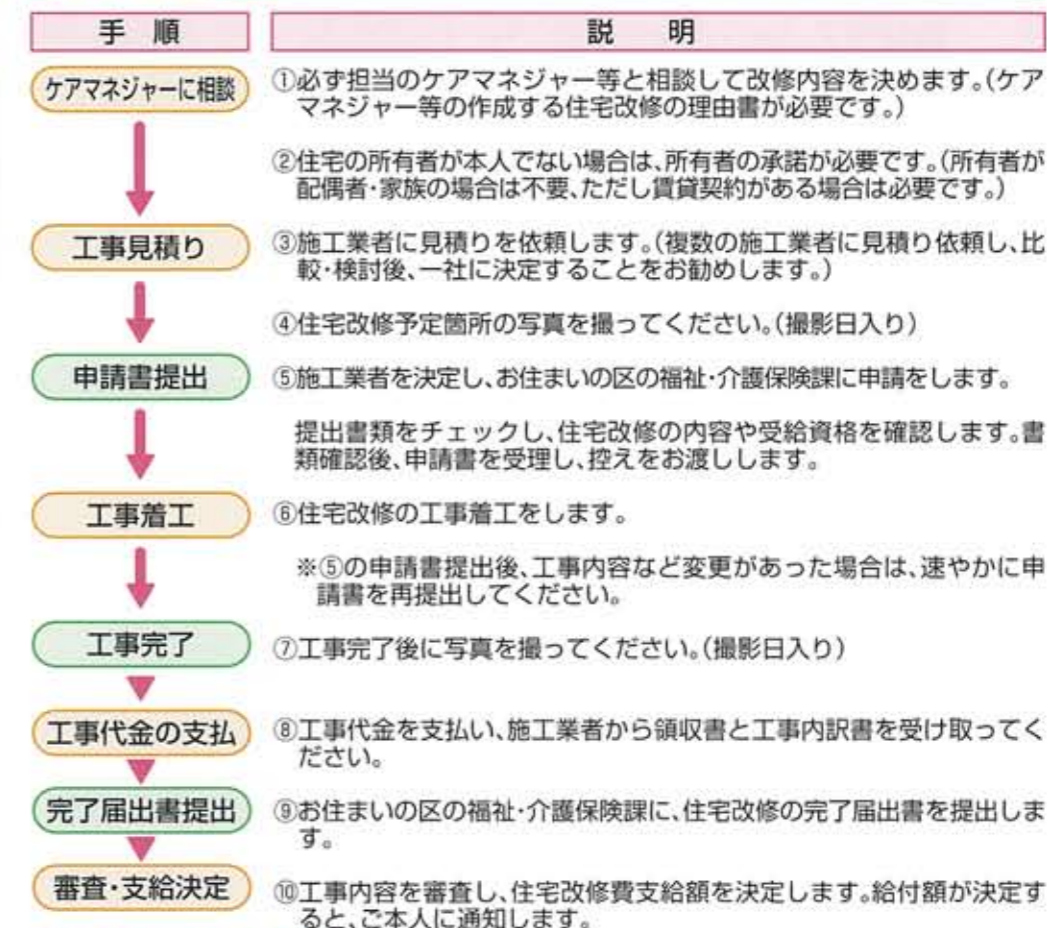 手　順
説　明
ケアマネジャーに相談
①必ず担当のケアマネジャー等と相談して改修内容を決めます。(ケア
マネジャー等の作成する住宅改修の理由書が必要です。)
②住宅の所有者が本人でない場合は、所有者の承諾が必要です。(所有者が
配偶者・家族の場合は不要、ただし賃貸契約がある場合は必要です。)
工事見積り
③施工業者に見積りを依頼します。(複数の施工業者に見積り依頼し、比
較・検討後、一社に決定することをお勧めします。)
④住宅改修予定箇所の写真を撮ってください。(撮影日入り)
申請書提出
⑤施工業者を決定し、お住まいの区の福祉・介護保険課に申請をします。
提出書類をチェックし、住宅改修の内容や受給資格を確認します。書
類確認後、申請書を受理し、控えをお渡しします。
工事着工
⑥住宅改修の工事着工をします。
※⑤の申請書提出後、工事内容など変更があった場合は、速やかに申
請書を再提出してください。
工事完了
⑦工事完了後に写真を撮ってください。(撮影日入り)
工事代金の支払
⑧工事代金を支払い、施工業者から領収書と工事内訳書を受け取ってく
ださい。
完了届出書提出
⑨お住まいの区の福祉・介護保険課に、住宅改修の完了届出書を提出しま
す。
審査・支給決定
⑩工事内容を審査し、住宅改修費支給額を決定します。給付額が決定す
ると、ご本人に通知します。